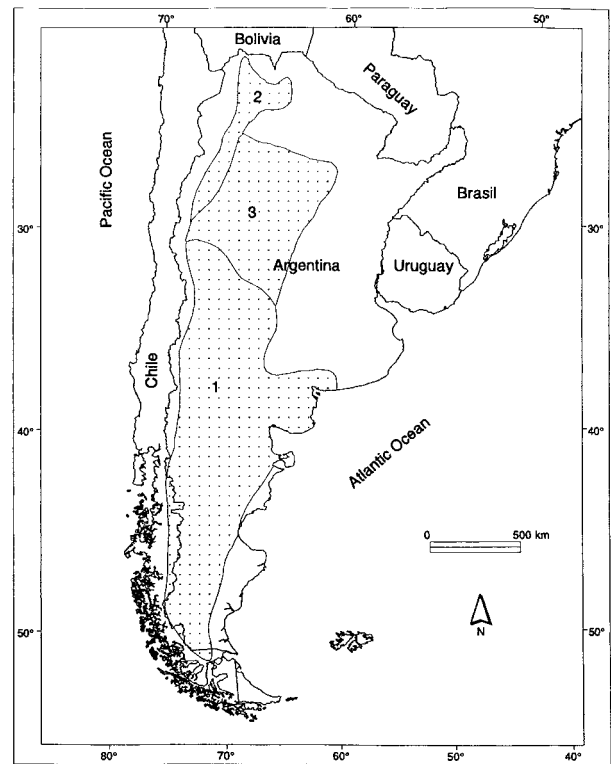 70° 60° 50°
Bolivia
Paraguay
2
Pacific Ocean
Brasil
3
30° 30°
Argentina
Uruguay
Chile
1
40° 40°
Atlantic Ocean
0 500 km
N
50° 50°
80° 70° 60° 50° 40°